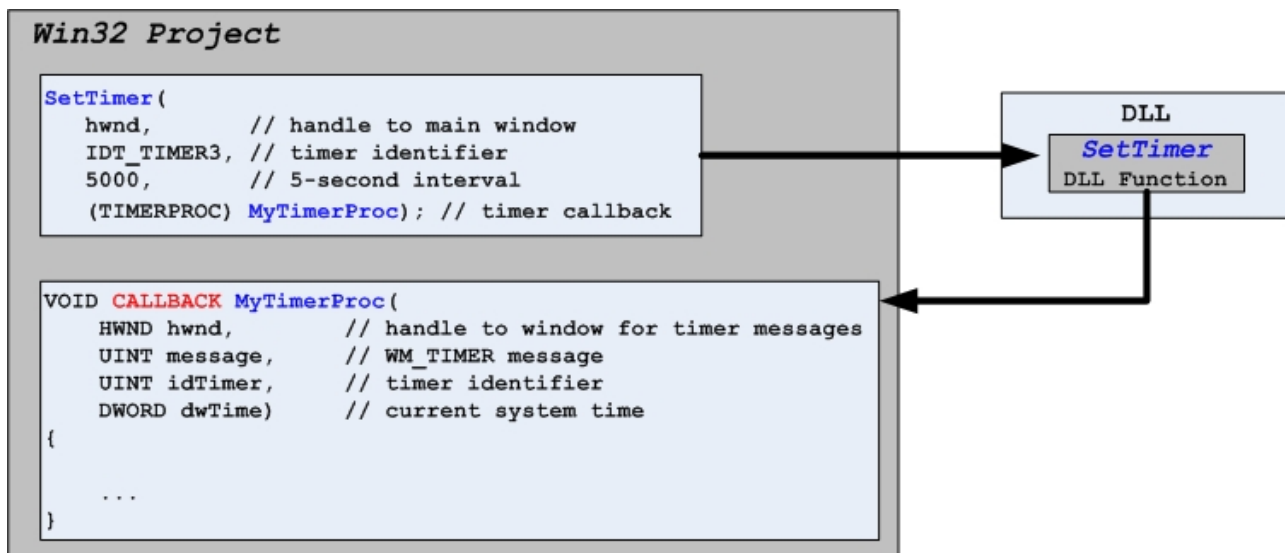 Win32 Project
SetTimer(
hwnd, // handle to main window
IDT_TIMER3, // timer identifier
5000, // 5-second interval
(TIMERPROC) MyTimerProc); // timer callback
DLL
SetTimer
DLL Function
VOID CALLBACK MyTimerProc(
HWND hwnd, // handle to window for timer messages
UINT message, // WM_TIMER message
UINT idTimer, // timer identifier
DWORD dwTime) // current system time
{
...
}